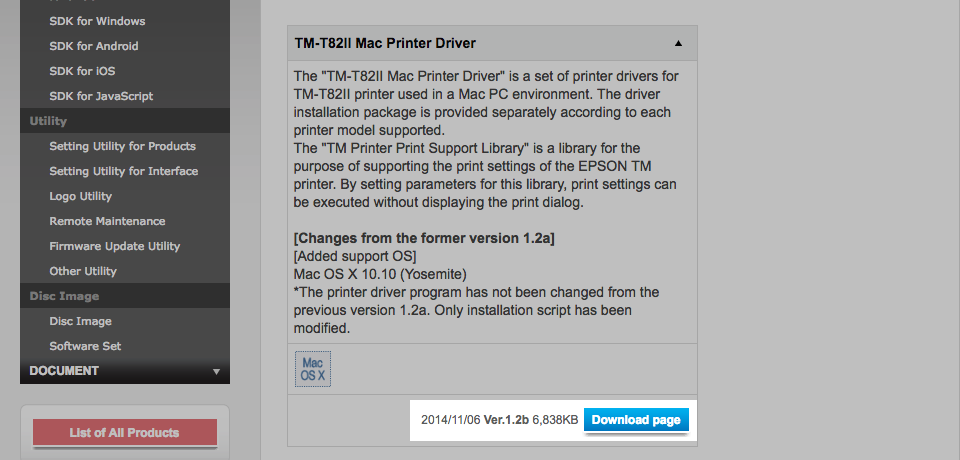 SDK for Windows
SDK for Android
SDK for iOS
SDK for JavaScript
Utility
Setting Utility for Products
Setting Utility for Interface
Logo Utility
Remote Maintenance
Firmware Update Utility
Other Utility
Disc Image
Disc Image
Software Set
DOCUMENT
List of All Products
TM-T82II Mac Printer Driver
The "TM-T82II Mac Printer Driver" is a set of printer drivers for
TM-T82II printer used in a Mac PC environment. The driver
installation package is provided separately according to each
printer model supported.
The "TM Printer Print Support Library" is a library for the
purpose of supporting the print settings of the EPSON TM
printer. By setting parameters for this library, print settings can
be executed without displaying the print dialog.
[Changes from the former version 1.2a]
[Added support OS]
Mac OS X 10.10 (Yosemite)
*The printer driver program has not been changed from the
previous version 1.2a. Only installation script has been
modified.
Mac
OS X
2014/11/06 Ver.1.2b 6,838KB Download page